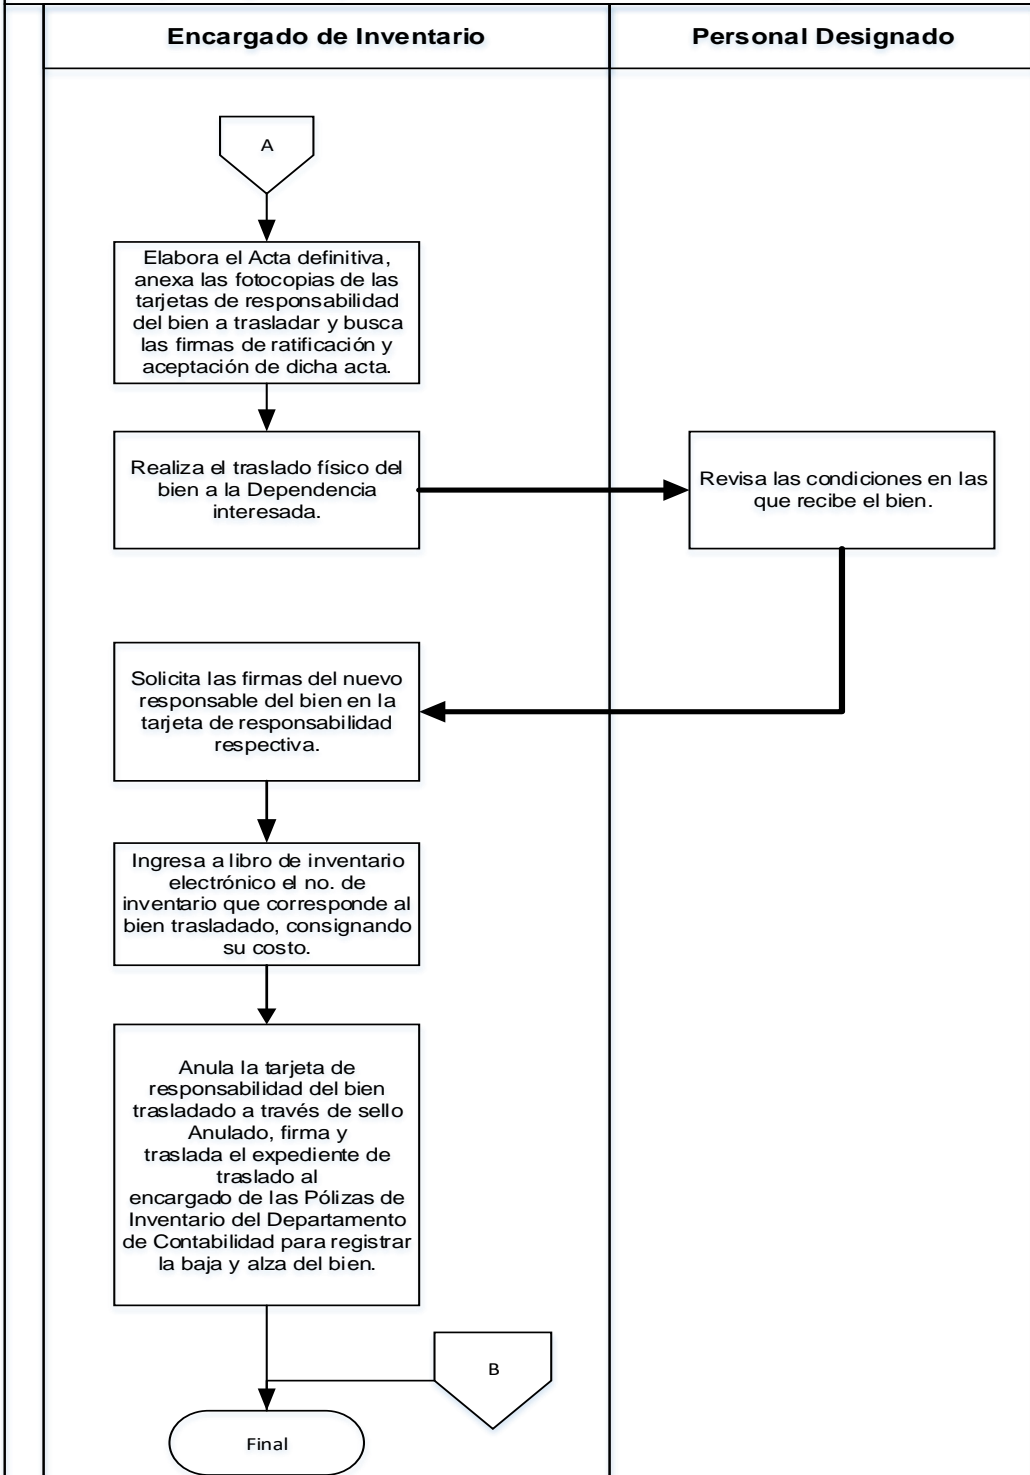 Encargado de Inventario
Personal Designado
A
Elabora el Acta definitiva,
anexa las fotocopias de las
tarjetas de responsabilidad
del bien a trasladar y busca
las firmas de ratificación y
aceptación de dicha acta.
Realiza el traslado físico del
bien a la Dependencia
interesada.
Revisa las condiciones en las
que recibe el bien.
Solicita las firmas del nuevo
responsable del bien en la
tarjeta de responsabilidad
respectiva.
Ingresa a libro de inventario
electrónico el no. de
inventario que corresponde al
bien trasladado, consignando
su costo.
Anula la tarjeta de
responsabilidad del bien
trasladado a través de sello
Anulado, firma y
traslada el expediente de
traslado al
encargado de las Pólizas de
Inventario del Departamento
de Contabilidad para registrar
la baja y alza del bien.
B
Final